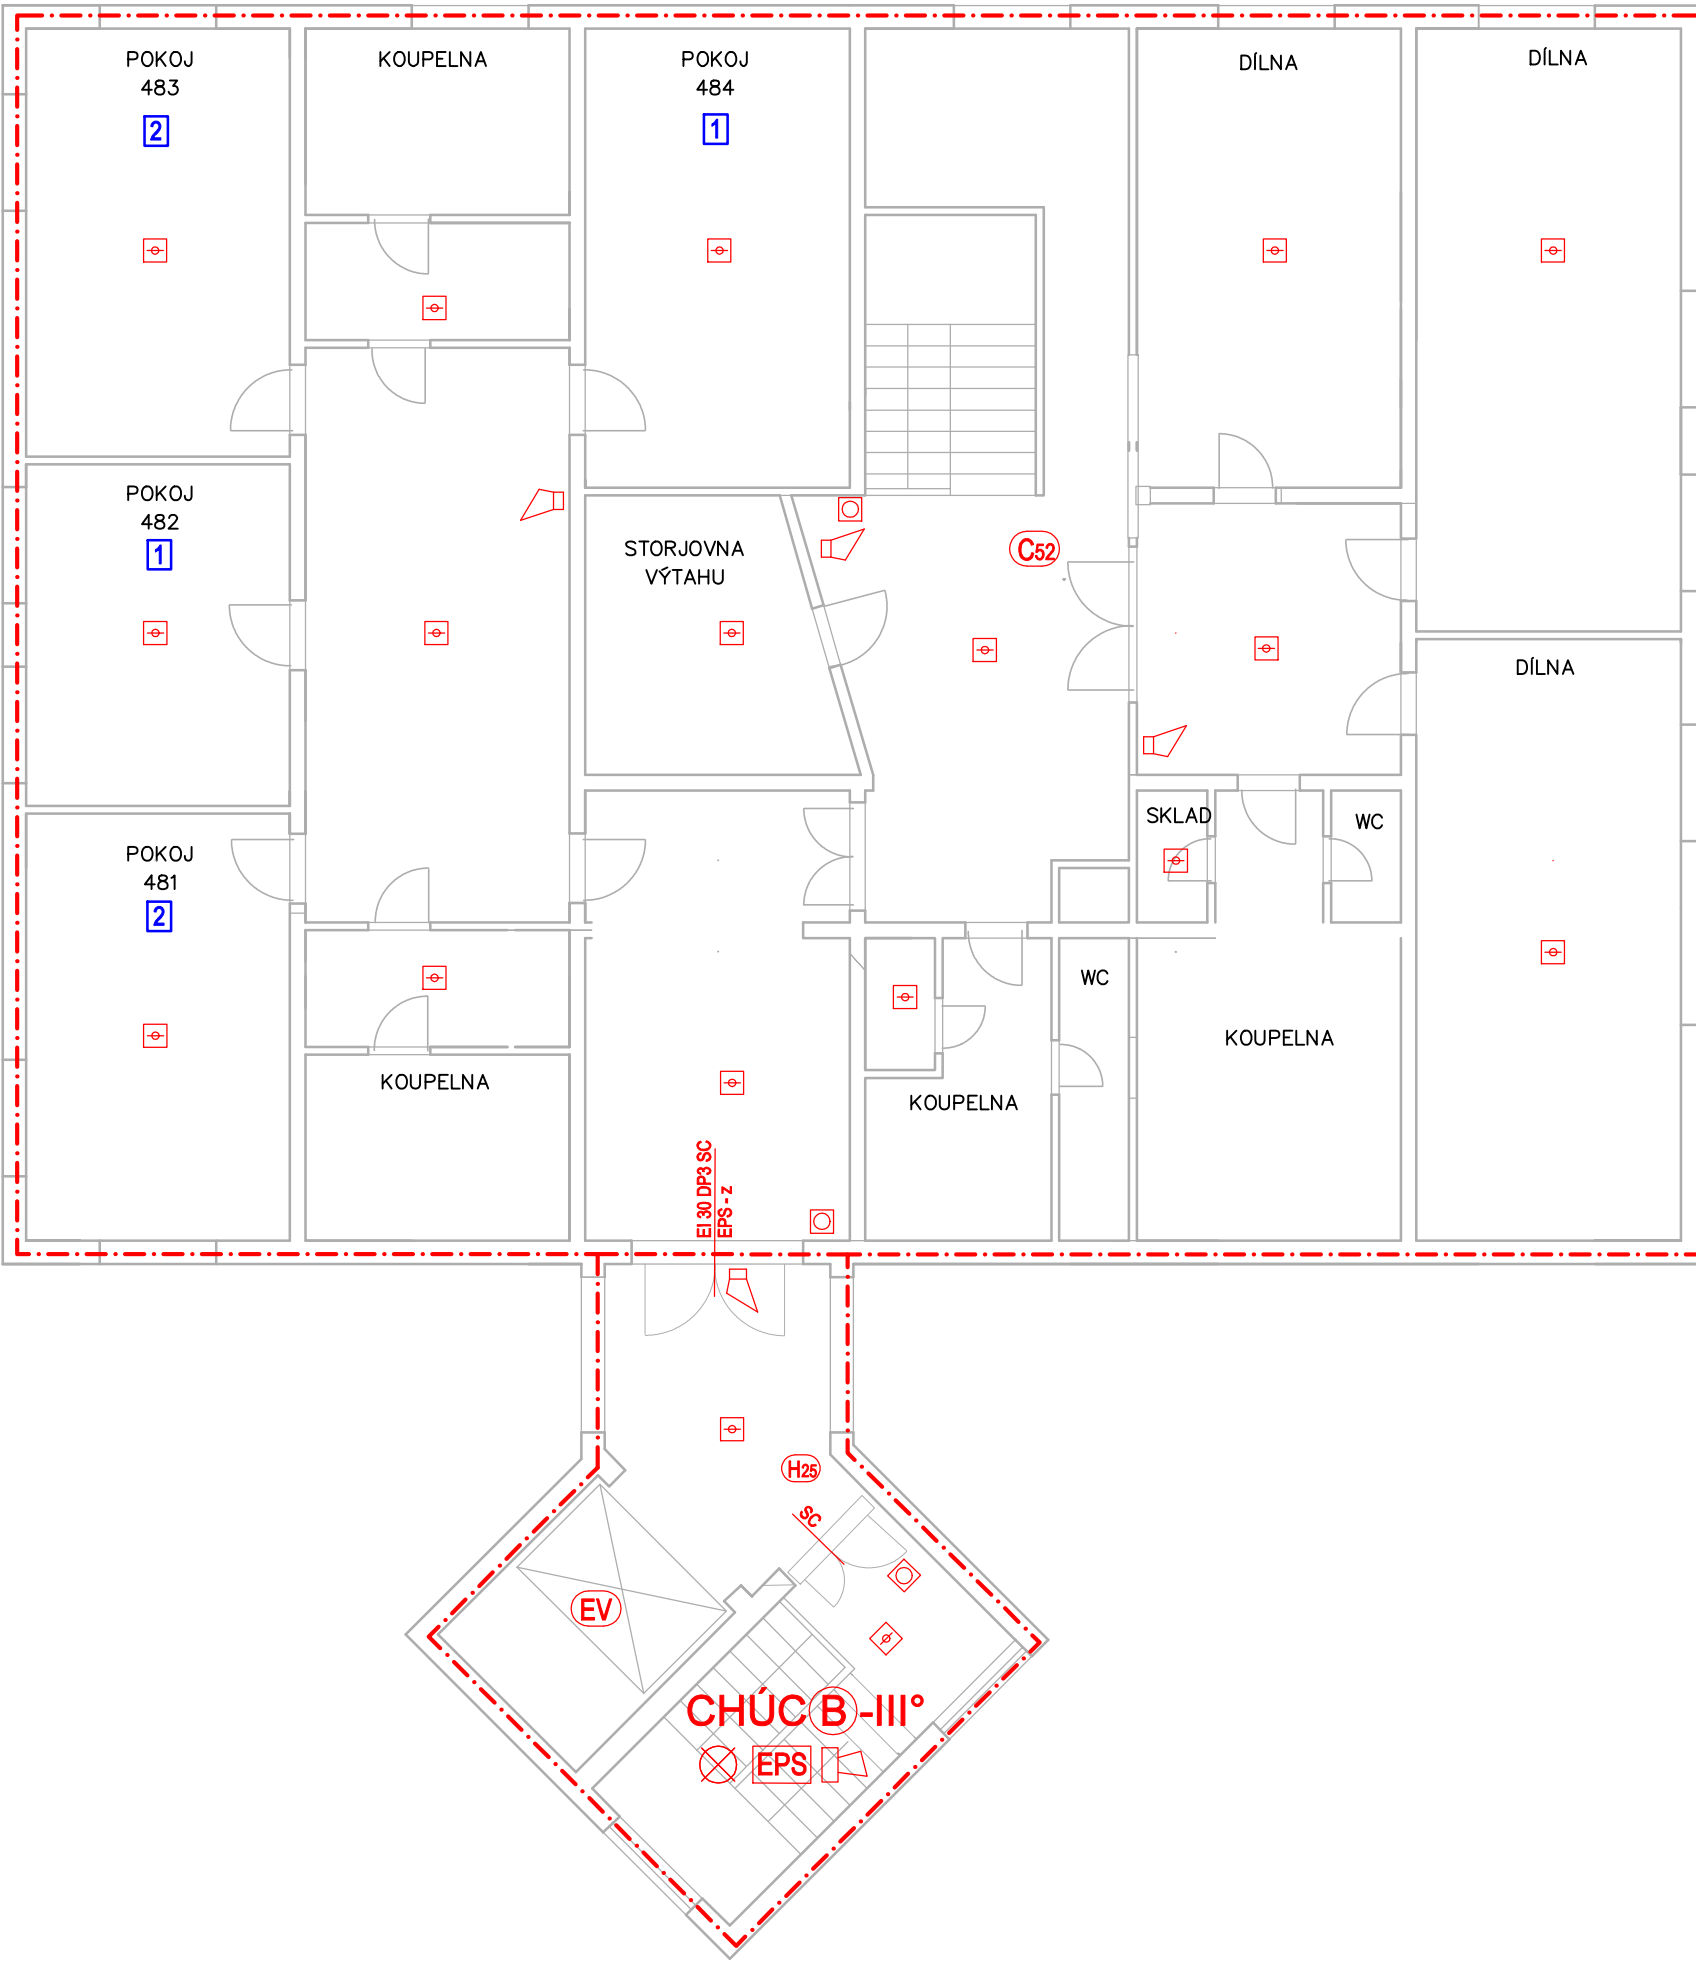 POKOJ
483
2
KOUPELNA
POKOJ
484
1
DÍLNA
DÍLNA
POKOJ
482
1
STORJOVNA
VÝTAHU
C52
DÍLNA
POKOJ
481
2
SKLAD
WC
WC
KOUPELNA
KOUPELNA
KOUPELNA
EI 30 DP3 SC
EPS - z
H25
SC
EV
CHÚC B -III°
EPS